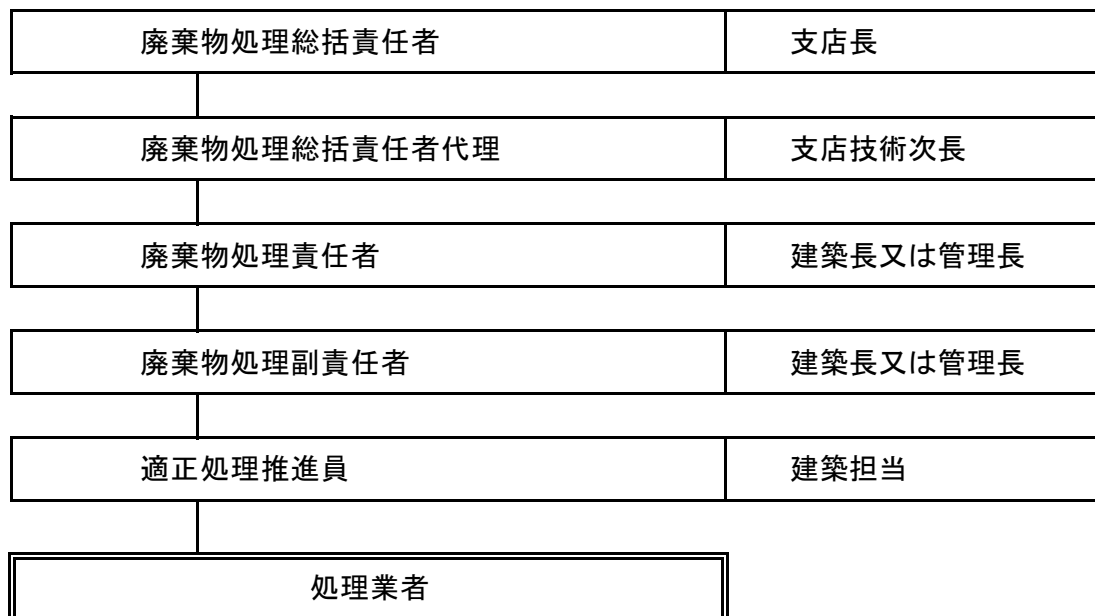 廃棄物処理総括責任者 支店長
廃棄物処理総括責任者代理 支店技術次長
廃棄物処理責任者 建築長又は管理長
廃棄物処理副責任者 建築長又は管理長
適正処理推進員 建築担当
処理業者